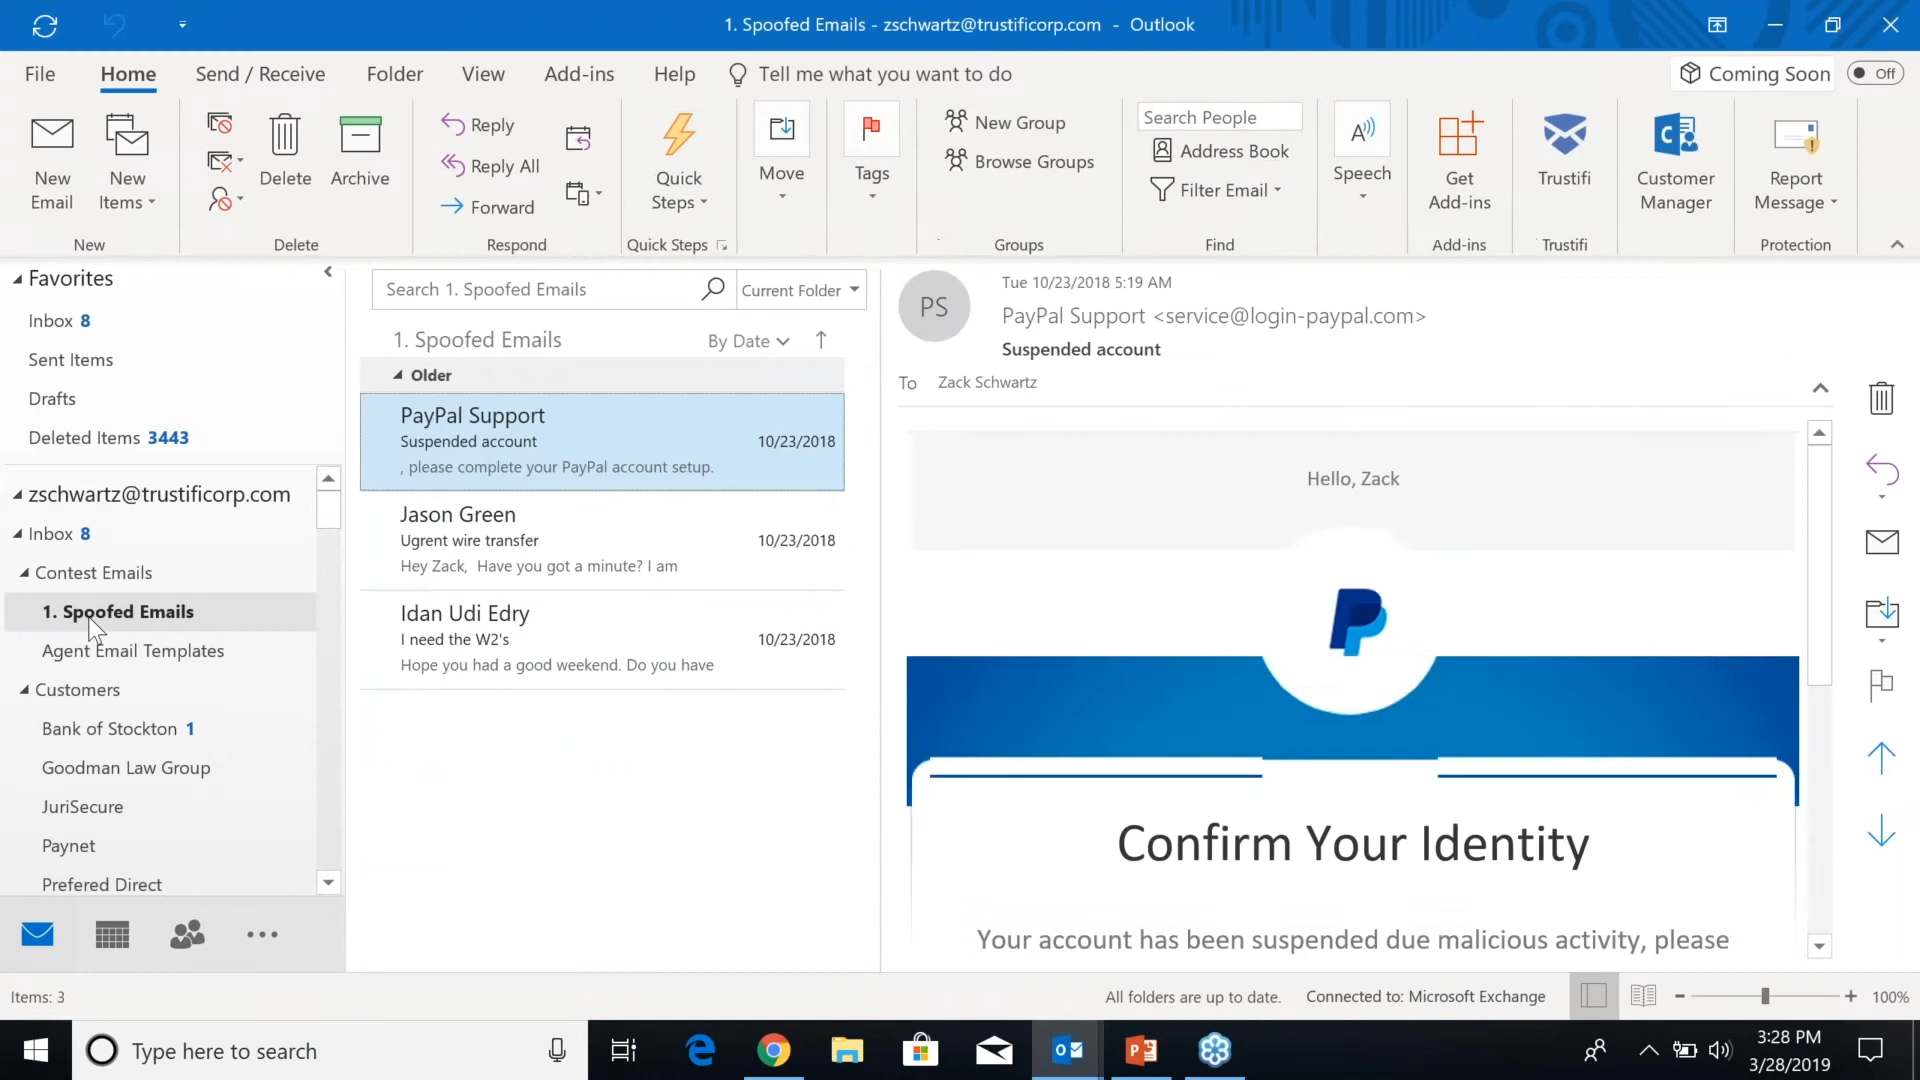 1. Spoofed Emails - zschwartz@trustificorp.com - Outlook
File Home Send / Receive Folder View Add-ins Help Tell me what you want to do Coming Soon Off
New Email
New Items
Delete
Archive
Reply
Reply All
Forward
Quick Steps
Move
Tags
New Group
Browse Groups
Search People
Address Book
Filter Email
A
Speech
Get Add-ins
Trustifi
Customer Manager
Report Message
New Delete Respond Quick Steps Groups Find Add-ins Trustifi Protection
Favorites
Inbox 8
Sent Items
Drafts
Deleted Items 3443
zschwartz@trustificorp.com
Inbox 8
Contest Emails
1. Spoofed Emails
Agent Email Templates
Customers
Bank of Stockton 1
Goodman Law Group
JuriSecure
Paynet
Prefered Direct
Search 1. Spoofed Emails Current Folder
1. Spoofed Emails By Date
Older
PayPal Support
Suspended account 10/23/2018
, please complete your PayPal account setup.
Jason Green
Ugrent wire transfer 10/23/2018
Hey Zack, Have you got a minute? I am
Idan Udi Edry
I need the W2's 10/23/2018
Hope you had a good weekend. Do you have
PS
Tue 10/23/2018 5:19 AM
PayPal Support <service@login-paypal.com>
Suspended account
To Zack Schwartz
Hello, Zack
Confirm Your Identity
Your account has been suspended due malicious activity, please
Items: 3
All folders are up to date. Connected to: Microsoft Exchange 100%
Type here to search
3:28 PM
3/28/2019